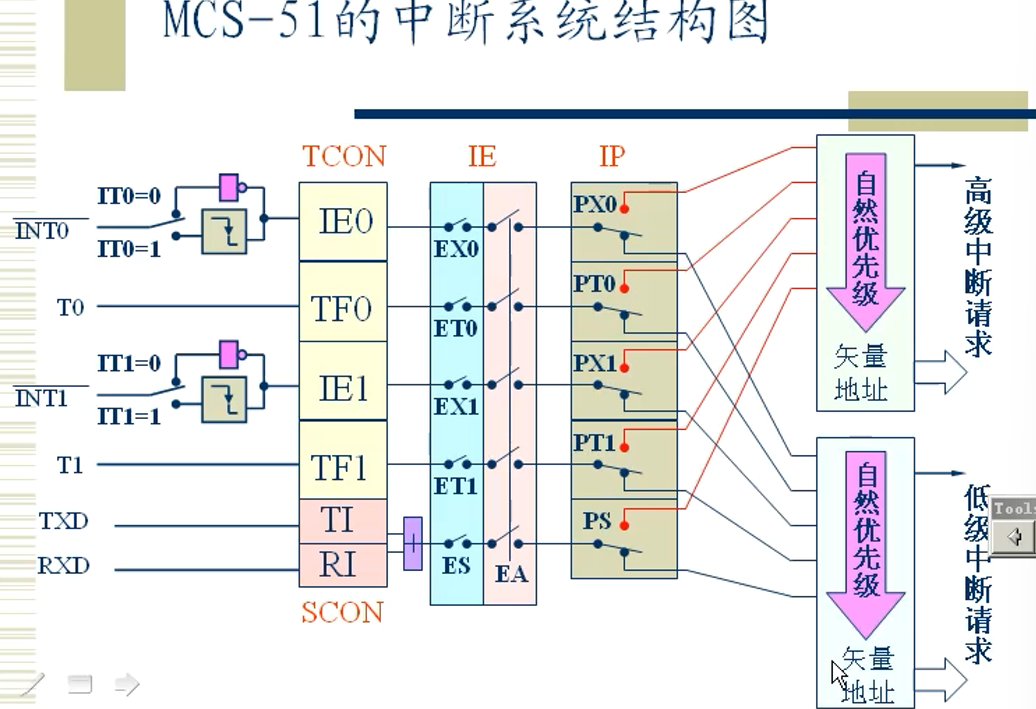 MCS-51的中断系统结构图
TCON
IE
IP
IT0=0
INT0
IT0=1
T0
IT1=0
INT1
IT1=1
T1
TXD
RXD
IE0
TF0
IE1
TF1
TI
RI
SCON
EX0
ET0
EX1
ET1
ES
EA
PX0
PT0
PX1
PT1
PS
自然优先级
矢量
地址
高级中断请求
自然优先级
矢量
地址
低级中断请求
Tools